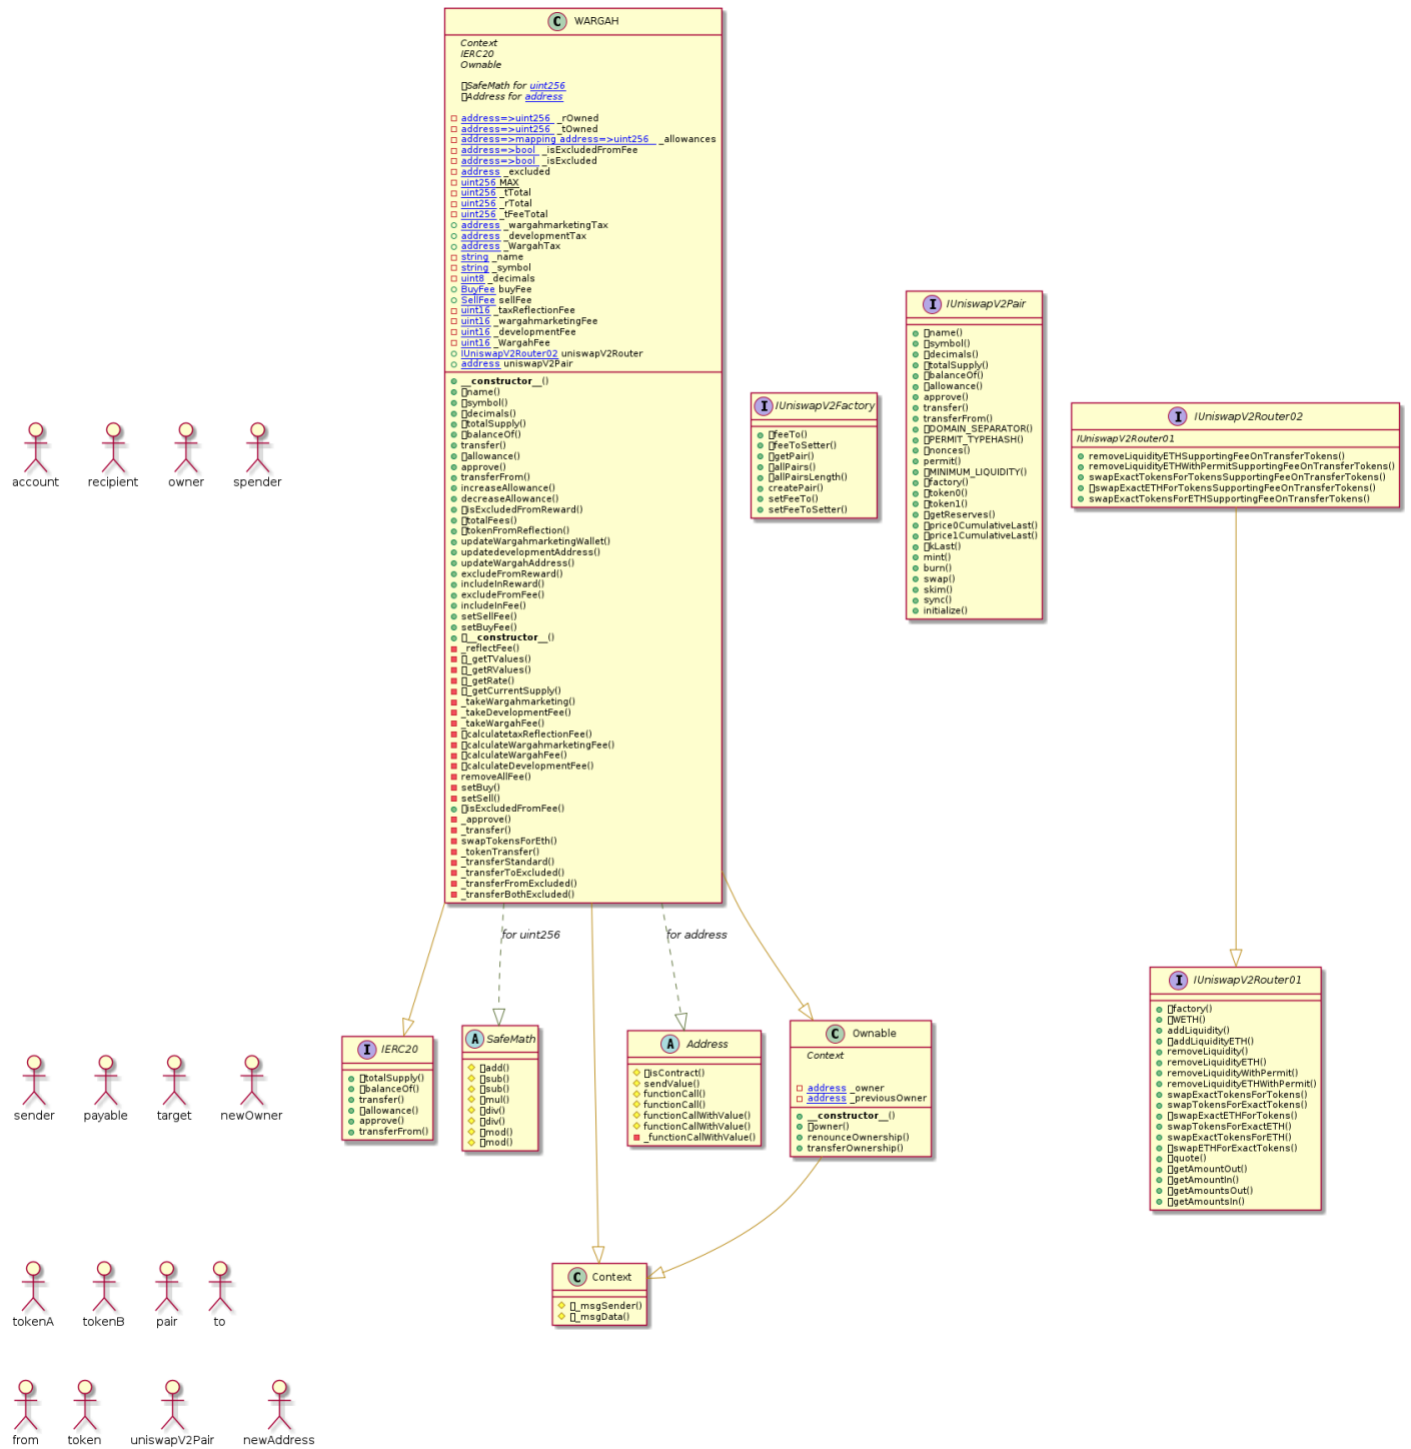 WARGAH
Context
IERC20
Ownable
SafeMath for uint256
Address for address
address=>uint256 _rOwned
address=>uint256 _tOwned
address=>mapping address=>uint256 _allowances
address=>bool _isExcludedFromFee
address=>bool _isExcluded
address _excluded
uint256 MAX
uint256 _tTotal
uint256 _rTotal
uint256 _tFeeTotal
address _wargahmarketingTax
address _developmentTax
address _WargahTax
string _name
string _symbol
uint8 _decimals
BuyFee buyFee
SellFee sellFee
uint16 _taxReflectionFee
uint16 _wargahmarketingFee
uint16 _developmentFee
uint16 _WargahFee
IUniswapV2Router02 uniswapV2Router
address uniswapV2Pair
__constructor__()
name()
symbol()
decimals()
totalSupply()
balanceOf()
transfer()
allowance()
approve()
transferFrom()
increaseAllowance()
decreaseAllowance()
isExcludedFromReward()
totalFees()
tokenFromReflection()
updateWargahmarketingWallet()
updatedevelopmentAddress()
updateWargahAddress()
excludeFromReward()
includeInReward()
excludeFromFee()
includeInFee()
setSellFee()
setBuyFee()
__constructor__()
_reflectFee()
_getTValues()
_getRValues()
_getRate()
_getCurrentSupply()
_takeWargahmarketing()
_takeDevelopmentFee()
_takeWargahFee()
calculatetaxReflectionFee()
calculateWargahmarketingFee()
calculateWargahFee()
calculateDevelopmentFee()
removeAllFee()
setBuy()
setSell()
isExcludedFromFee()
_approve()
_transfer()
swapTokensForEth()
_tokenTransfer()
_transferStandard()
_transferToExcluded()
_transferFromExcluded()
_transferBothExcluded()
IUniswapV2Factory
feeTo()
feeToSetter()
getPair()
allPairs()
allPairsLength()
createPair()
setFeeTo()
setFeeToSetter()
IUniswapV2Pair
name()
symbol()
decimals()
totalSupply()
balanceOf()
allowance()
approve()
transfer()
transferFrom()
DOMAIN_SEPARATOR()
PERMIT_TYPEHASH()
nonces()
permit()
MINIMUM_LIQUIDITY()
factory()
token0()
token1()
getReserves()
price0CumulativeLast()
price1CumulativeLast()
kLast()
mint()
burn()
swap()
skim()
sync()
initialize()
IUniswapV2Router02
IUniswapV2Router01
removeLiquidityETHSupportingFeeOnTransferTokens()
removeLiquidityETHWithPermitSupportingFeeOnTransferTokens()
swapExactTokensForTokensSupportingFeeOnTransferTokens()
swapExactETHForTokensSupportingFeeOnTransferTokens()
swapExactTokensForETHSupportingFeeOnTransferTokens()
account
recipient
owner
spender
for uint256
for address
IERC20
totalSupply()
balanceOf()
transfer()
allowance()
approve()
transferFrom()
SafeMath
add()
sub()
sub()
mul()
div()
div()
mod()
mod()
Address
isContract()
sendValue()
functionCall()
functionCall()
functionCallWithValue()
functionCallWithValue()
_functionCallWithValue()
Ownable
Context
address _owner
address _previousOwner
__constructor__()
owner()
renounceOwnership()
transferOwnership()
IUniswapV2Router01
factory()
WETH()
addLiquidity()
addLiquidityETH()
removeLiquidity()
removeLiquidityETH()
removeLiquidityWithPermit()
removeLiquidityETHWithPermit()
swapExactTokensForTokens()
swapTokensForExactTokens()
swapExactETHForTokens()
swapTokensForExactETH()
swapExactTokensForETH()
swapETHForExactTokens()
quote()
getAmountOut()
getAmountIn()
getAmountsOut()
getAmountsIn()
sender
payable
target
newOwner
Context
_msgSender()
_msgData()
tokenA
tokenB
pair
to
from
token
uniswapV2Pair
newAddress